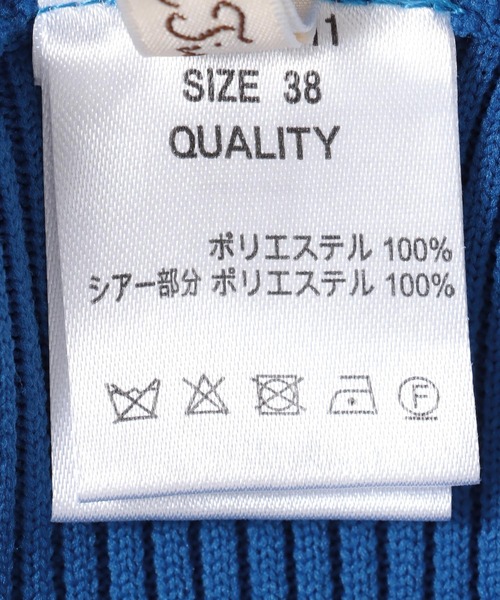 11
SIZE 38
QUALITY
ポリエステル 100%
シアー部分 ポリエステル 100%
F